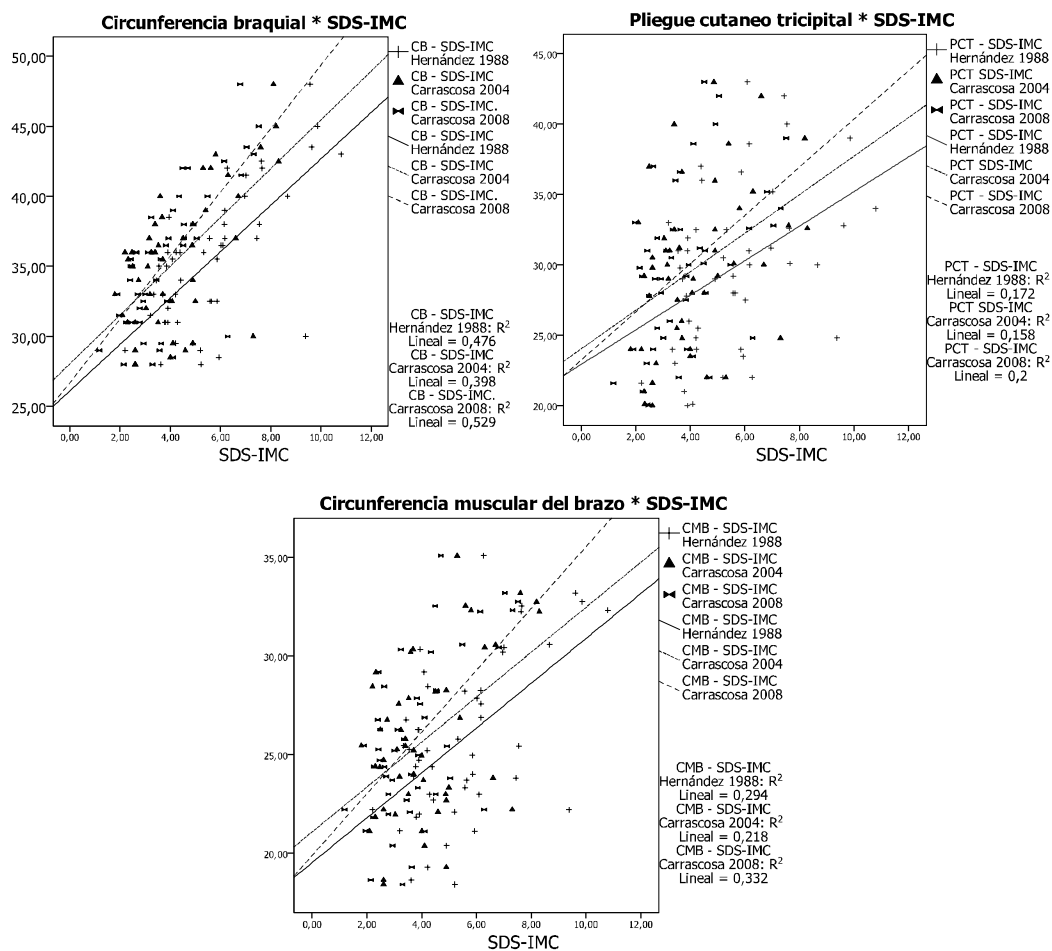 Circunferencia braquial * SDS-IMC
50,00
45,00
40,00
35,00
30,00
25,00
0,00 2,00 4,00 6,00 8,00 10,00 12,00
SDS-IMC
CB - SDS-IMC
Hernández 1988
CB - SDS-IMC
Carrascosa 2004
CB - SDS-IMC.
Carrascosa 2008
CB - SDS-IMC
Hernández 1988
CB - SDS-IMC
Carrascosa 2004
CB - SDS-IMC.
Carrascosa 2008
CB - SDS-IMC
Hernández 1988: R²
Lineal = 0,476
CB - SDS-IMC
Carrascosa 2004: R²
Lineal = 0,398
CB - SDS-IMC.
Carrascosa 2008: R²
Lineal = 0,529
Pliegue cutaneo tricipital * SDS-IMC
45,00
40,00
35,00
30,00
25,00
20,00
0,00 2,00 4,00 6,00 8,00 10,00 12,00
SDS-IMC
PCT - SDS-IMC
Hernández 1988
PCT SDS-IMC
Carrascosa 2004
PCT - SDS-IMC
Carrascosa 2008
PCT - SDS-IMC
Hernández 1988
PCT SDS-IMC
Carrascosa 2004
PCT - SDS-IMC
Carrascosa 2008
PCT - SDS-IMC
Hernández 1988: R²
Lineal = 0,172
PCT SDS-IMC
Carrascosa 2004: R²
Lineal = 0,158
PCT - SDS-IMC
Carrascosa 2008: R²
Lineal = 0,2
Circunferencia muscular del brazo * SDS-IMC
35,00
30,00
25,00
20,00
0,00 2,00 4,00 6,00 8,00 10,00 12,00
SDS-IMC
CMB - SDS-IMC
Hernández 1988
CMB - SDS-IMC
Carrascosa 2004
CMB - SDS-IMC
Carrascosa 2008
CMB - SDS-IMC
Hernández 1988
CMB - SDS-IMC
Carrascosa 2004
CMB - SDS-IMC
Carrascosa 2008
CMB - SDS-IMC
Hernández 1988: R²
Lineal = 0,294
CMB - SDS-IMC
Carrascosa 2004: R²
Lineal = 0,218
CMB - SDS-IMC
Carrascosa 2008: R²
Lineal = 0,332